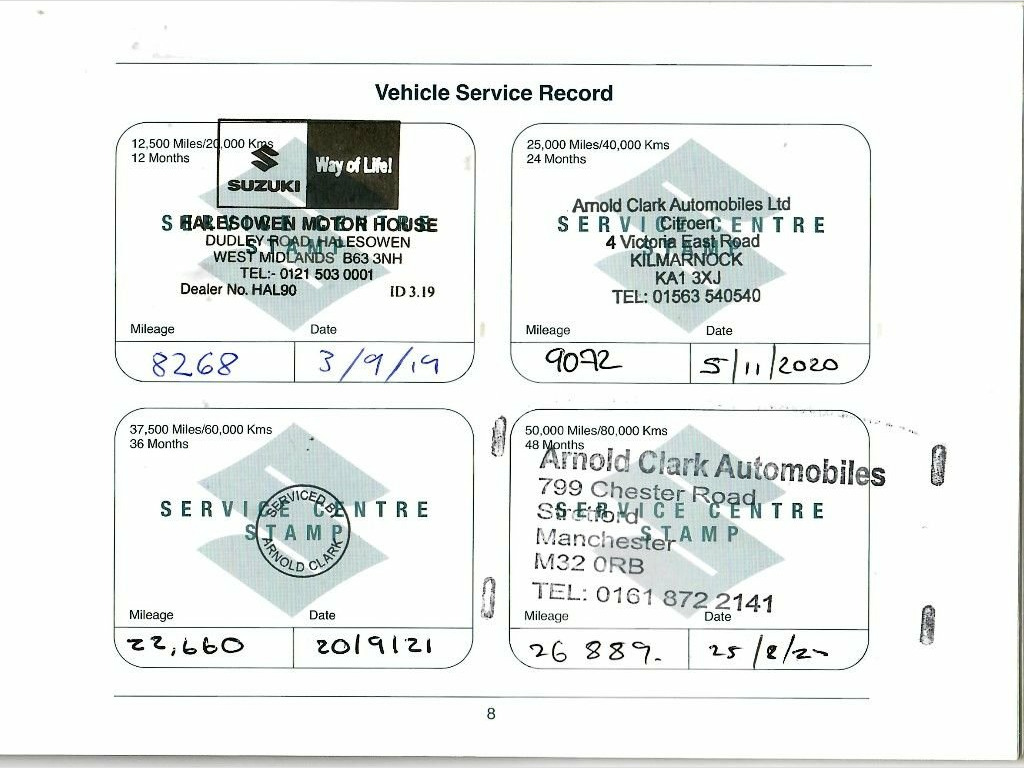 Vehicle Service Record
12,500 Miles/20,000 Kms
12 Months
SUZUKI
Way of Life!
SERVICE CENTRE
STAMP
HALESOWEN MOTOR HOUSE
DUDLEY ROAD, HALESOWEN
WEST MIDLANDS B63 3NH
TEL:- 0121 503 0001
Dealer No. HAL90 ID 3.19
Mileage Date
8268 3/9/19
25,000 Miles/40,000 Kms
24 Months
SERVICE CENTRE
STAMP
Arnold Clark Automobiles Ltd
Citroen
4 Victoria East Road
KILMARNOCK
KA1 3XJ
TEL: 01563 540540
Mileage Date
9072 5/11/2020
37,500 Miles/60,000 Kms
36 Months
SERVICE CENTRE
STAMP
SERVICED BY
ARNOLD CLARK
Mileage Date
22,660 20/9/21
50,000 Miles/80,000 Kms
48 Months
SERVICE CENTRE
STAMP
Arnold Clark Automobiles
799 Chester Road
Stretford
Manchester
M32 0RB
TEL: 0161 872 2141
Mileage Date
26 889. 25/8/22
8